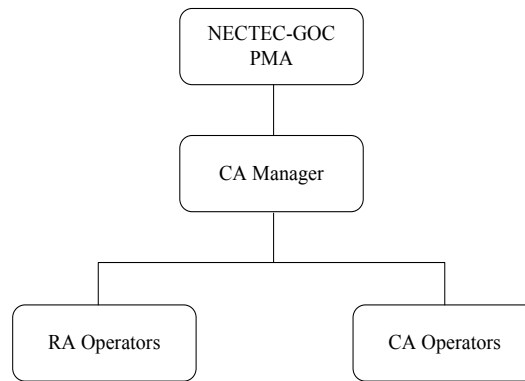 NECTEC-GOC
PMA
CA Manager
RA Operators
CA Operators